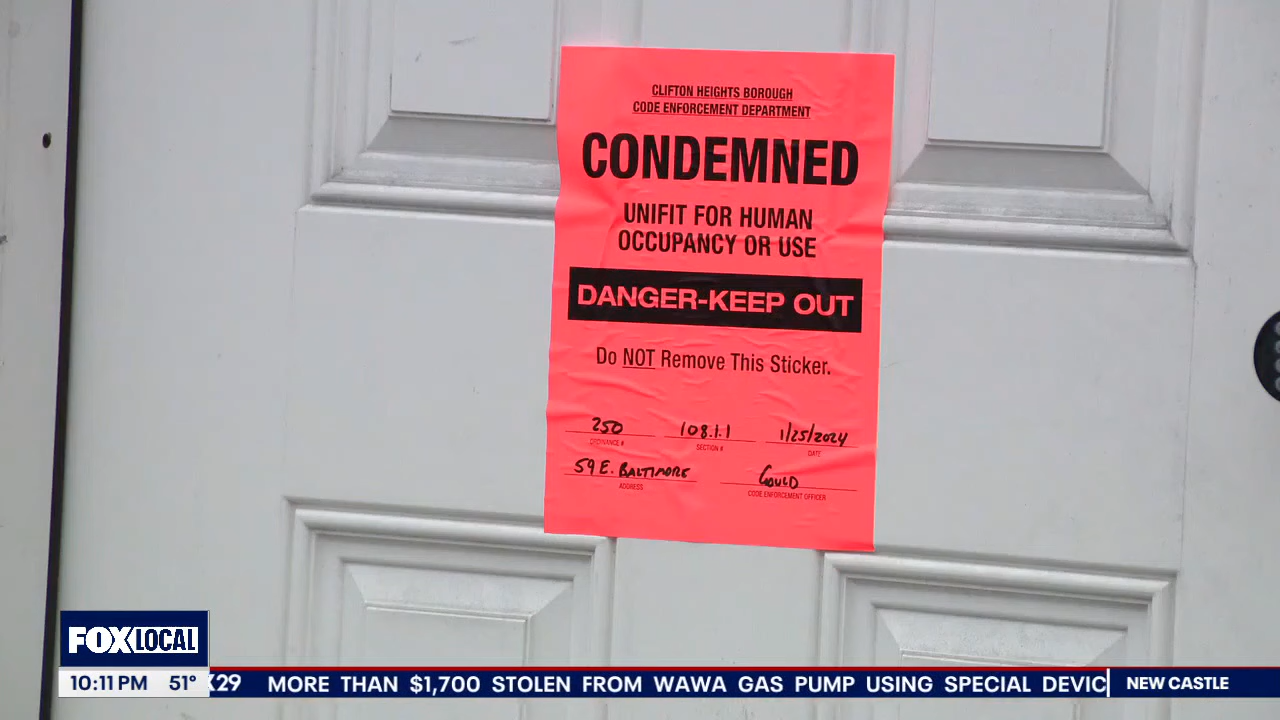 CLIFTON HEIGHTS BOROUGH
CODE ENFORCEMENT DEPARTMENT
CONDEMNED
UNIFIT FOR HUMAN
OCCUPANCY OR USE
DANGER-KEEP OUT
Do NOT Remove This Sticker.
250 108.1.1 1/25/2024
ORDINANCE # SECTION # DATE
59 E. BALTIMORE GOULD
ADDRESS CODE ENFORCEMENT OFFICER
FOX LOCAL
10:11 PM 51° X29 MORE THAN $1,700 STOLEN FROM WAWA GAS PUMP USING SPECIAL DEVIC NEW CASTLE